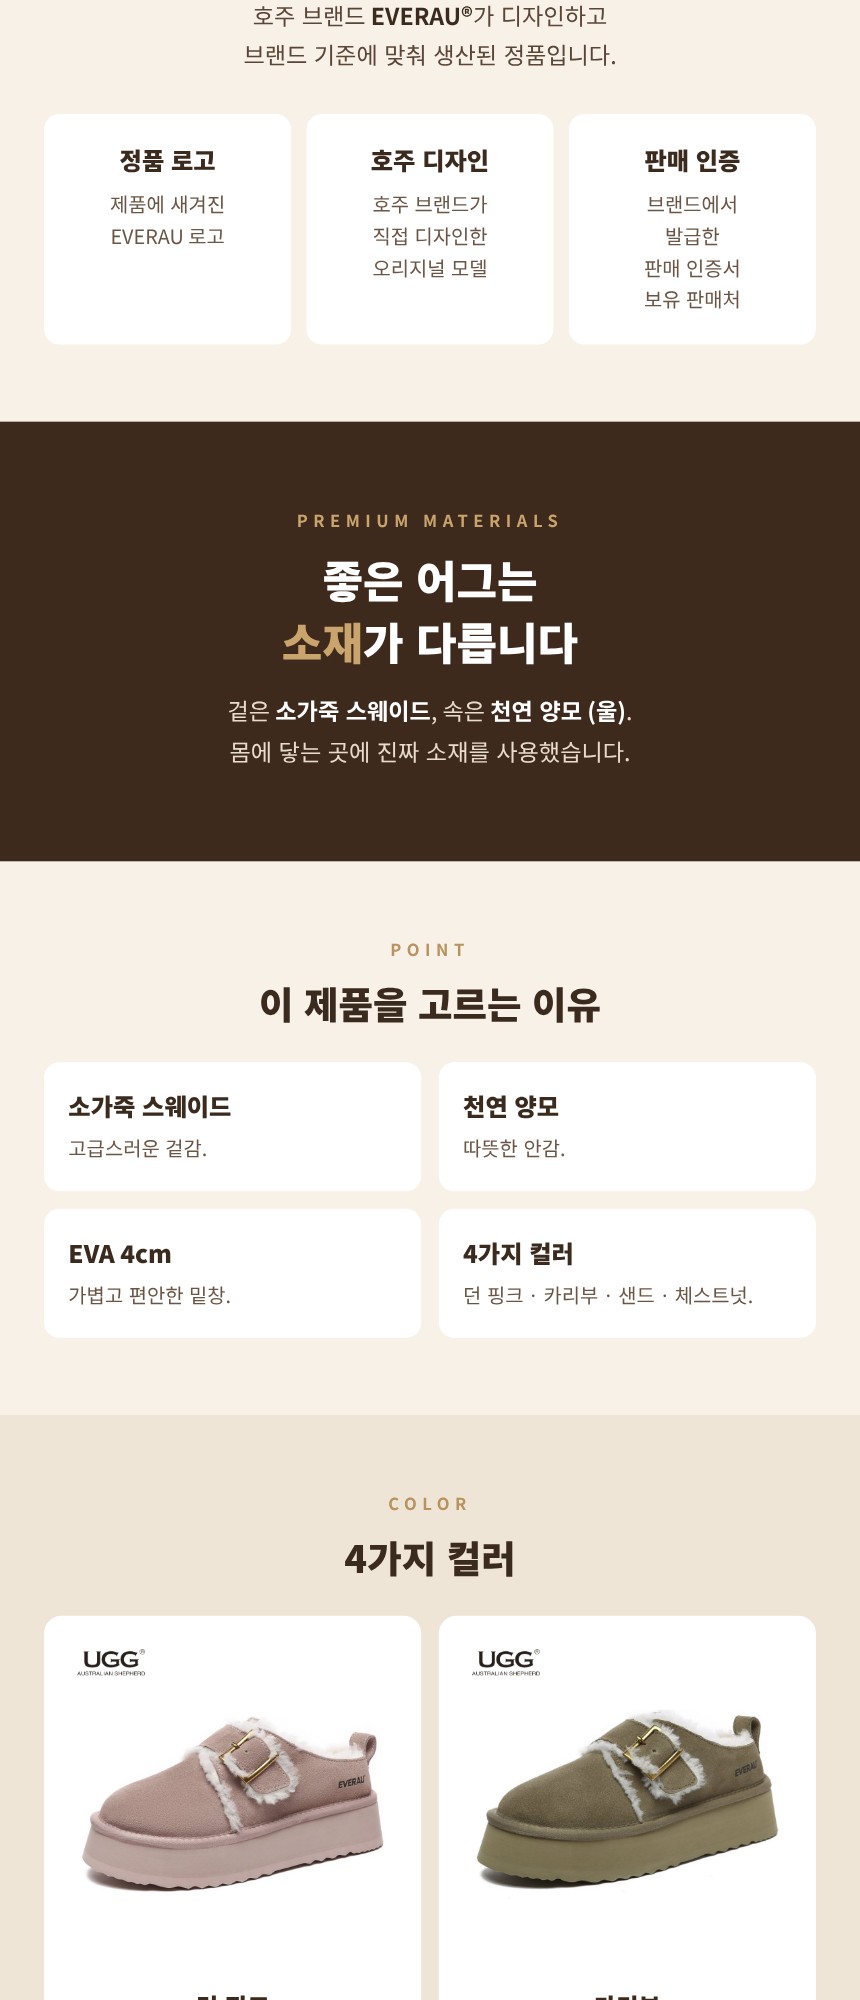 호주 브랜드 EVERAU®가 디자인하고
브랜드 기준에 맞춰 생산된 정품입니다.
정품 로고
제품에 새겨진
EVERAU 로고
호주 디자인
호주 브랜드가
직접 디자인한
오리지널 모델
판매 인증
브랜드에서
발급한
판매 인증서
보유 판매처
PREMIUM MATERIALS
좋은 어그는
소재가 다릅니다
겉은 소가죽 스웨이드, 속은 천연 양모 (울).
몸에 닿는 곳에 진짜 소재를 사용했습니다.
POINT
이 제품을 고르는 이유
소가죽 스웨이드
고급스러운 겉감.
천연 양모
따뜻한 안감.
EVA 4cm
가볍고 편안한 밑창.
4가지 컬러
던 핑크 · 카리부 · 샌드 · 체스트넛.
COLOR
4가지 컬러
UGG®
AUSTRALIAN SHEPHERD
EVERAU
UGG®
AUSTRALIAN SHEPHERD
EVERAU